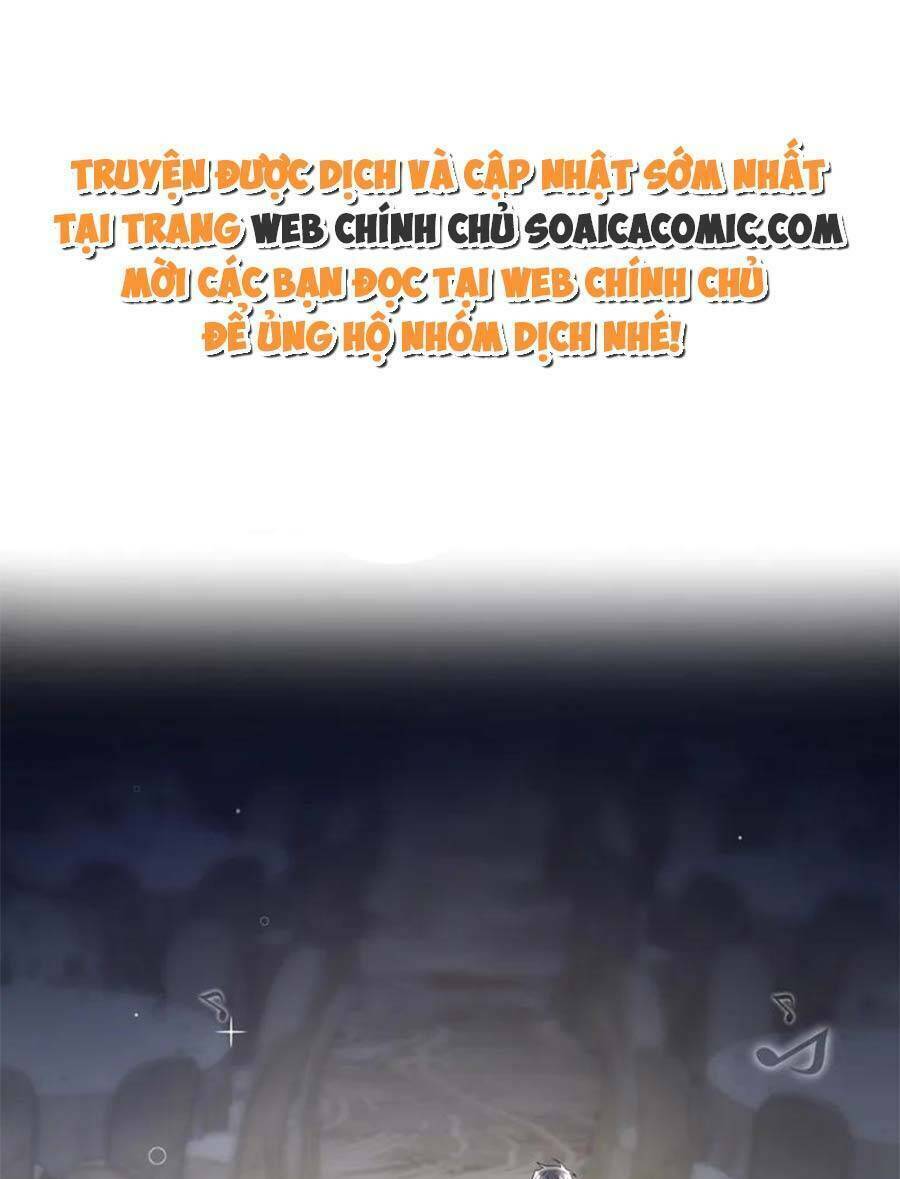 TRUYỆN ĐƯỢC DỊCH VÀ CẬP NHẬT SỚM NHẤT
TẠI TRANG WEB CHÍNH CHỦ SOAICACOMIC.COM
MỜI CÁC BẠN ĐỌC TẠI WEB CHÍNH CHỦ
ĐỂ ỦNG HỘ NHÓM DỊCH NHÉ!